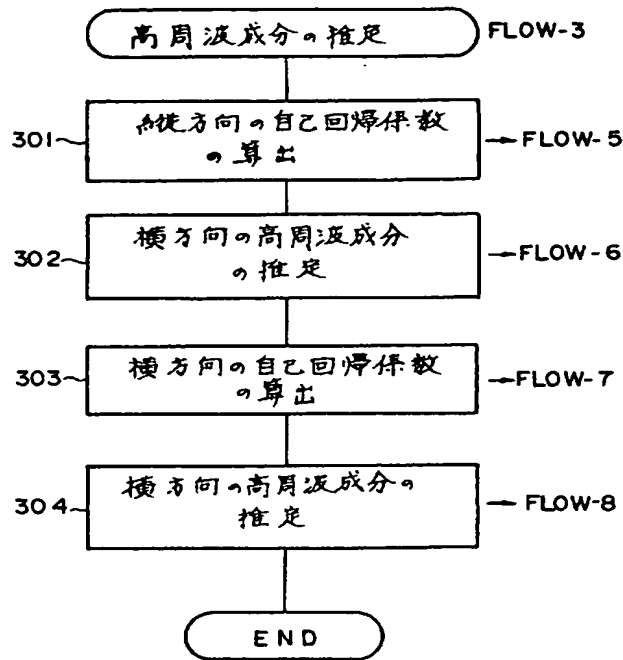 高周波成分の推定 FLOW-3
縦方向の自己回帰係数
301 → FLOW-5
の算出
横方向の高周波成分
302 → FLOW-6
の推定
横方向の自己回帰係数
303 → FLOW-7
の算出
横方向の高周波成分の
304 → FLOW-8
推定
END